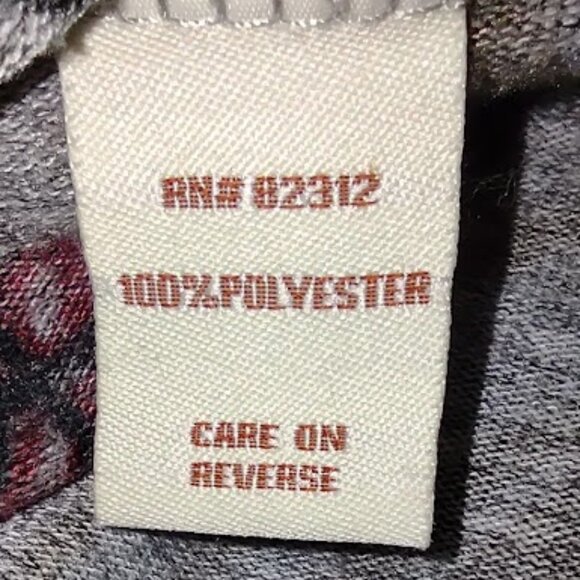 RN# 82312
100%POLYESTER
CARE ON
REVERSE